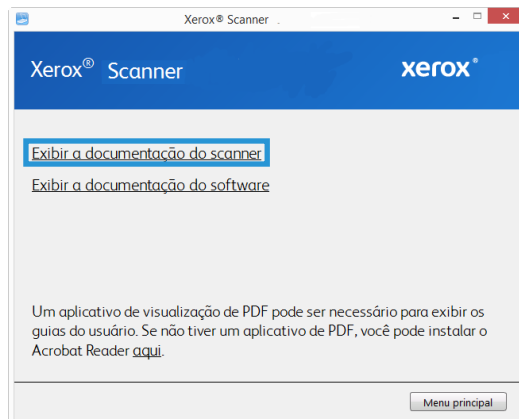 Xerox® Scanner
Xerox® Scanner
xerox®
Exibir a documentação do scanner
Exibir a documentação do software
Um aplicativo de visualização de PDF pode ser necessário para exibir os
guias do usuário. Se não tiver um aplicativo de PDF, você pode instalar o
Acrobat Reader aqui.
Menu principal